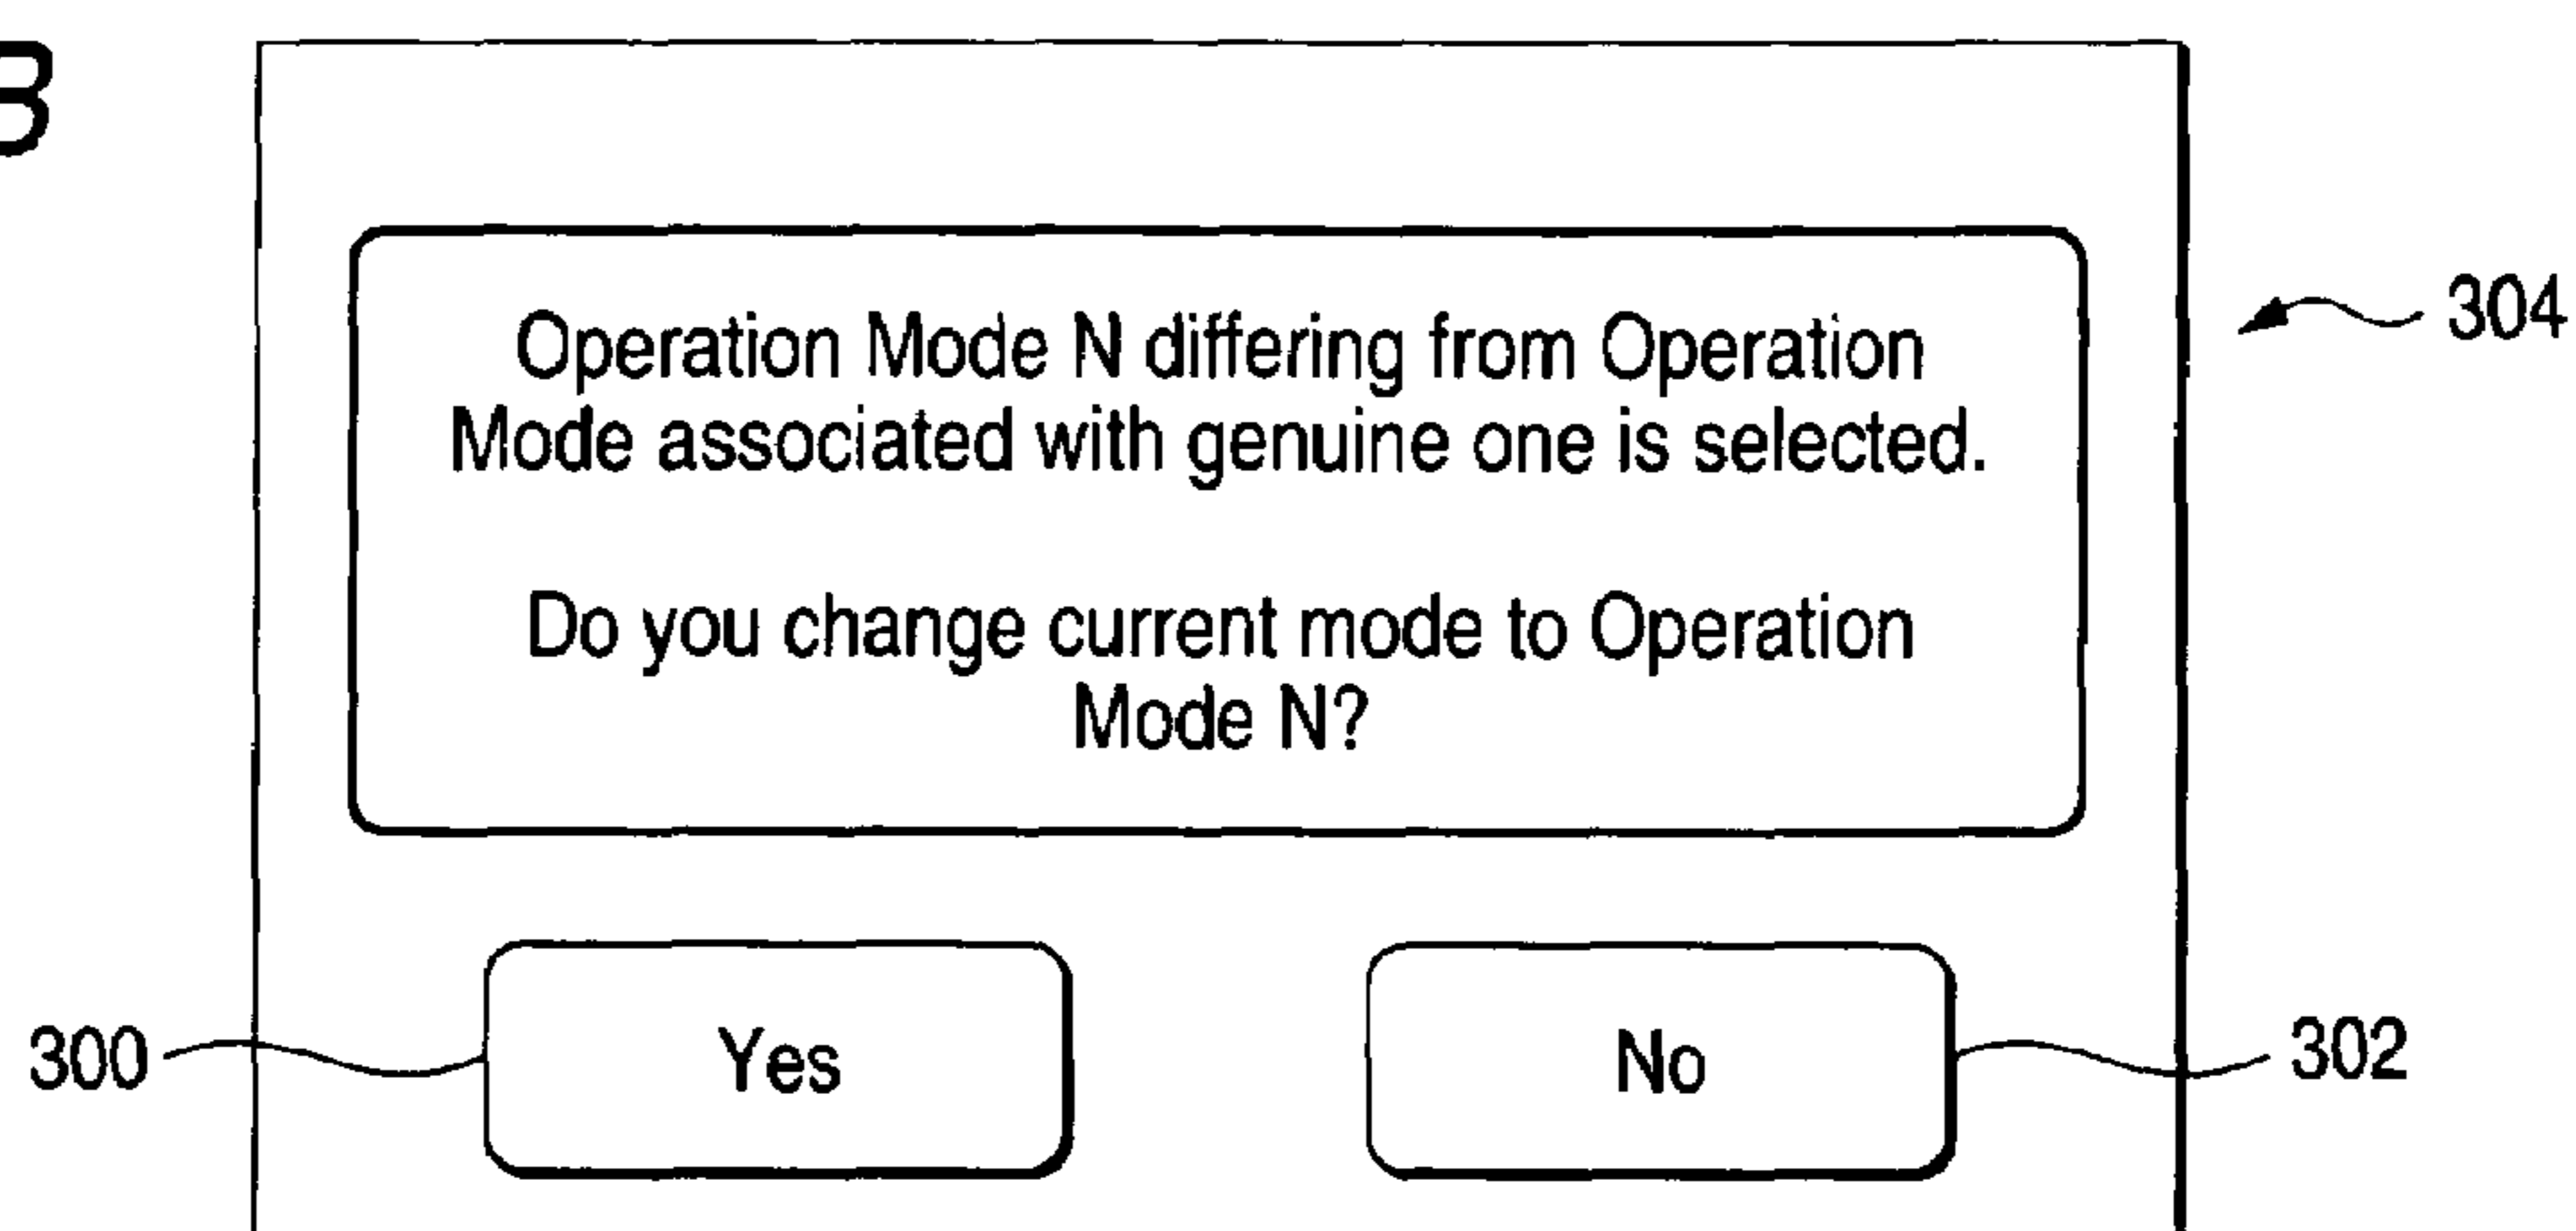 B
Operation Mode N differing from Operation
Mode associated with genuine one is selected.
Do you change current mode to Operation
Mode N?
304
Yes
No
300
302